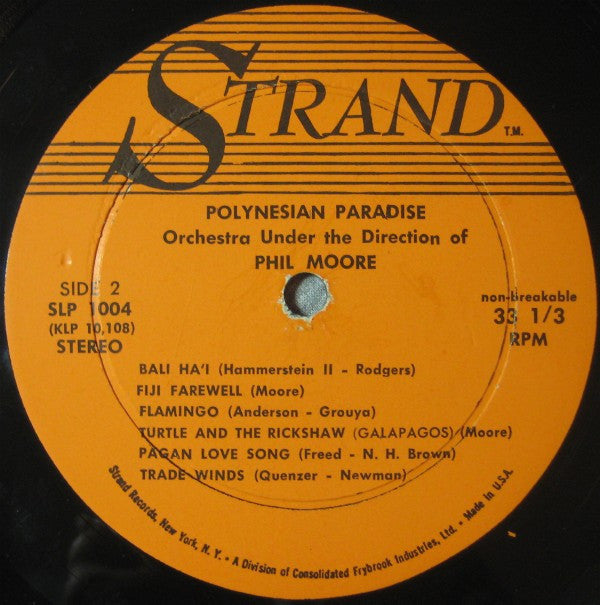 STRAND T.M.
POLYNESIAN PARADISE
Orchestra Under the Direction of
PHIL MOORE
SIDE 2
SLP 1004
(KLP 10,108)
STEREO
non-breakable
33 1/3
RPM
BALI HA'I (Hammerstein II - Rodgers)
FIJI FAREWELL (Moore)
FLAMINGO (Anderson - Grouya)
TURTLE AND THE RICKSHAW (GALAPAGOS) (Moore)
PAGAN LOVE SONG (Freed - N. H. Brown)
TRADE WINDS (Quenzer - Newman)
Strand Records, New York, N. Y. • A Division of Consolidated Frybrook Industries, Ltd. • Made in U.S.A.